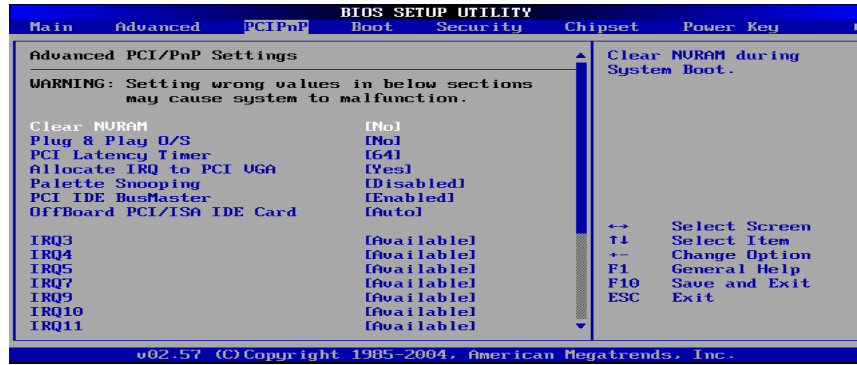 BIOS SETUP UTILITY
Main Advanced PCIPnP Boot Security Chipset Power Key
Advanced PCI/PnP Settings
WARNING: Setting wrong values in below sections
may cause system to malfunction.
Clear NVRAM [No]
Plug & Play O/S [No]
PCI Latency Timer [64]
Allocate IRQ to PCI VGA [Yes]
Palette Snooping [Disabled]
PCI IDE BusMaster [Enabled]
OffBoard PCI/ISA IDE Card [Auto]
IRQ3 [Available]
IRQ4 [Available]
IRQ5 [Available]
IRQ7 [Available]
IRQ9 [Available]
IRQ10 [Available]
IRQ11 [Available]
Clear NVRAM during
System Boot.
↔ Select Screen
↑↓ Select Item
+- Change Option
F1 General Help
F10 Save and Exit
ESC Exit
v02.57 (C)Copyright 1985-2004, American Megatrends, Inc.